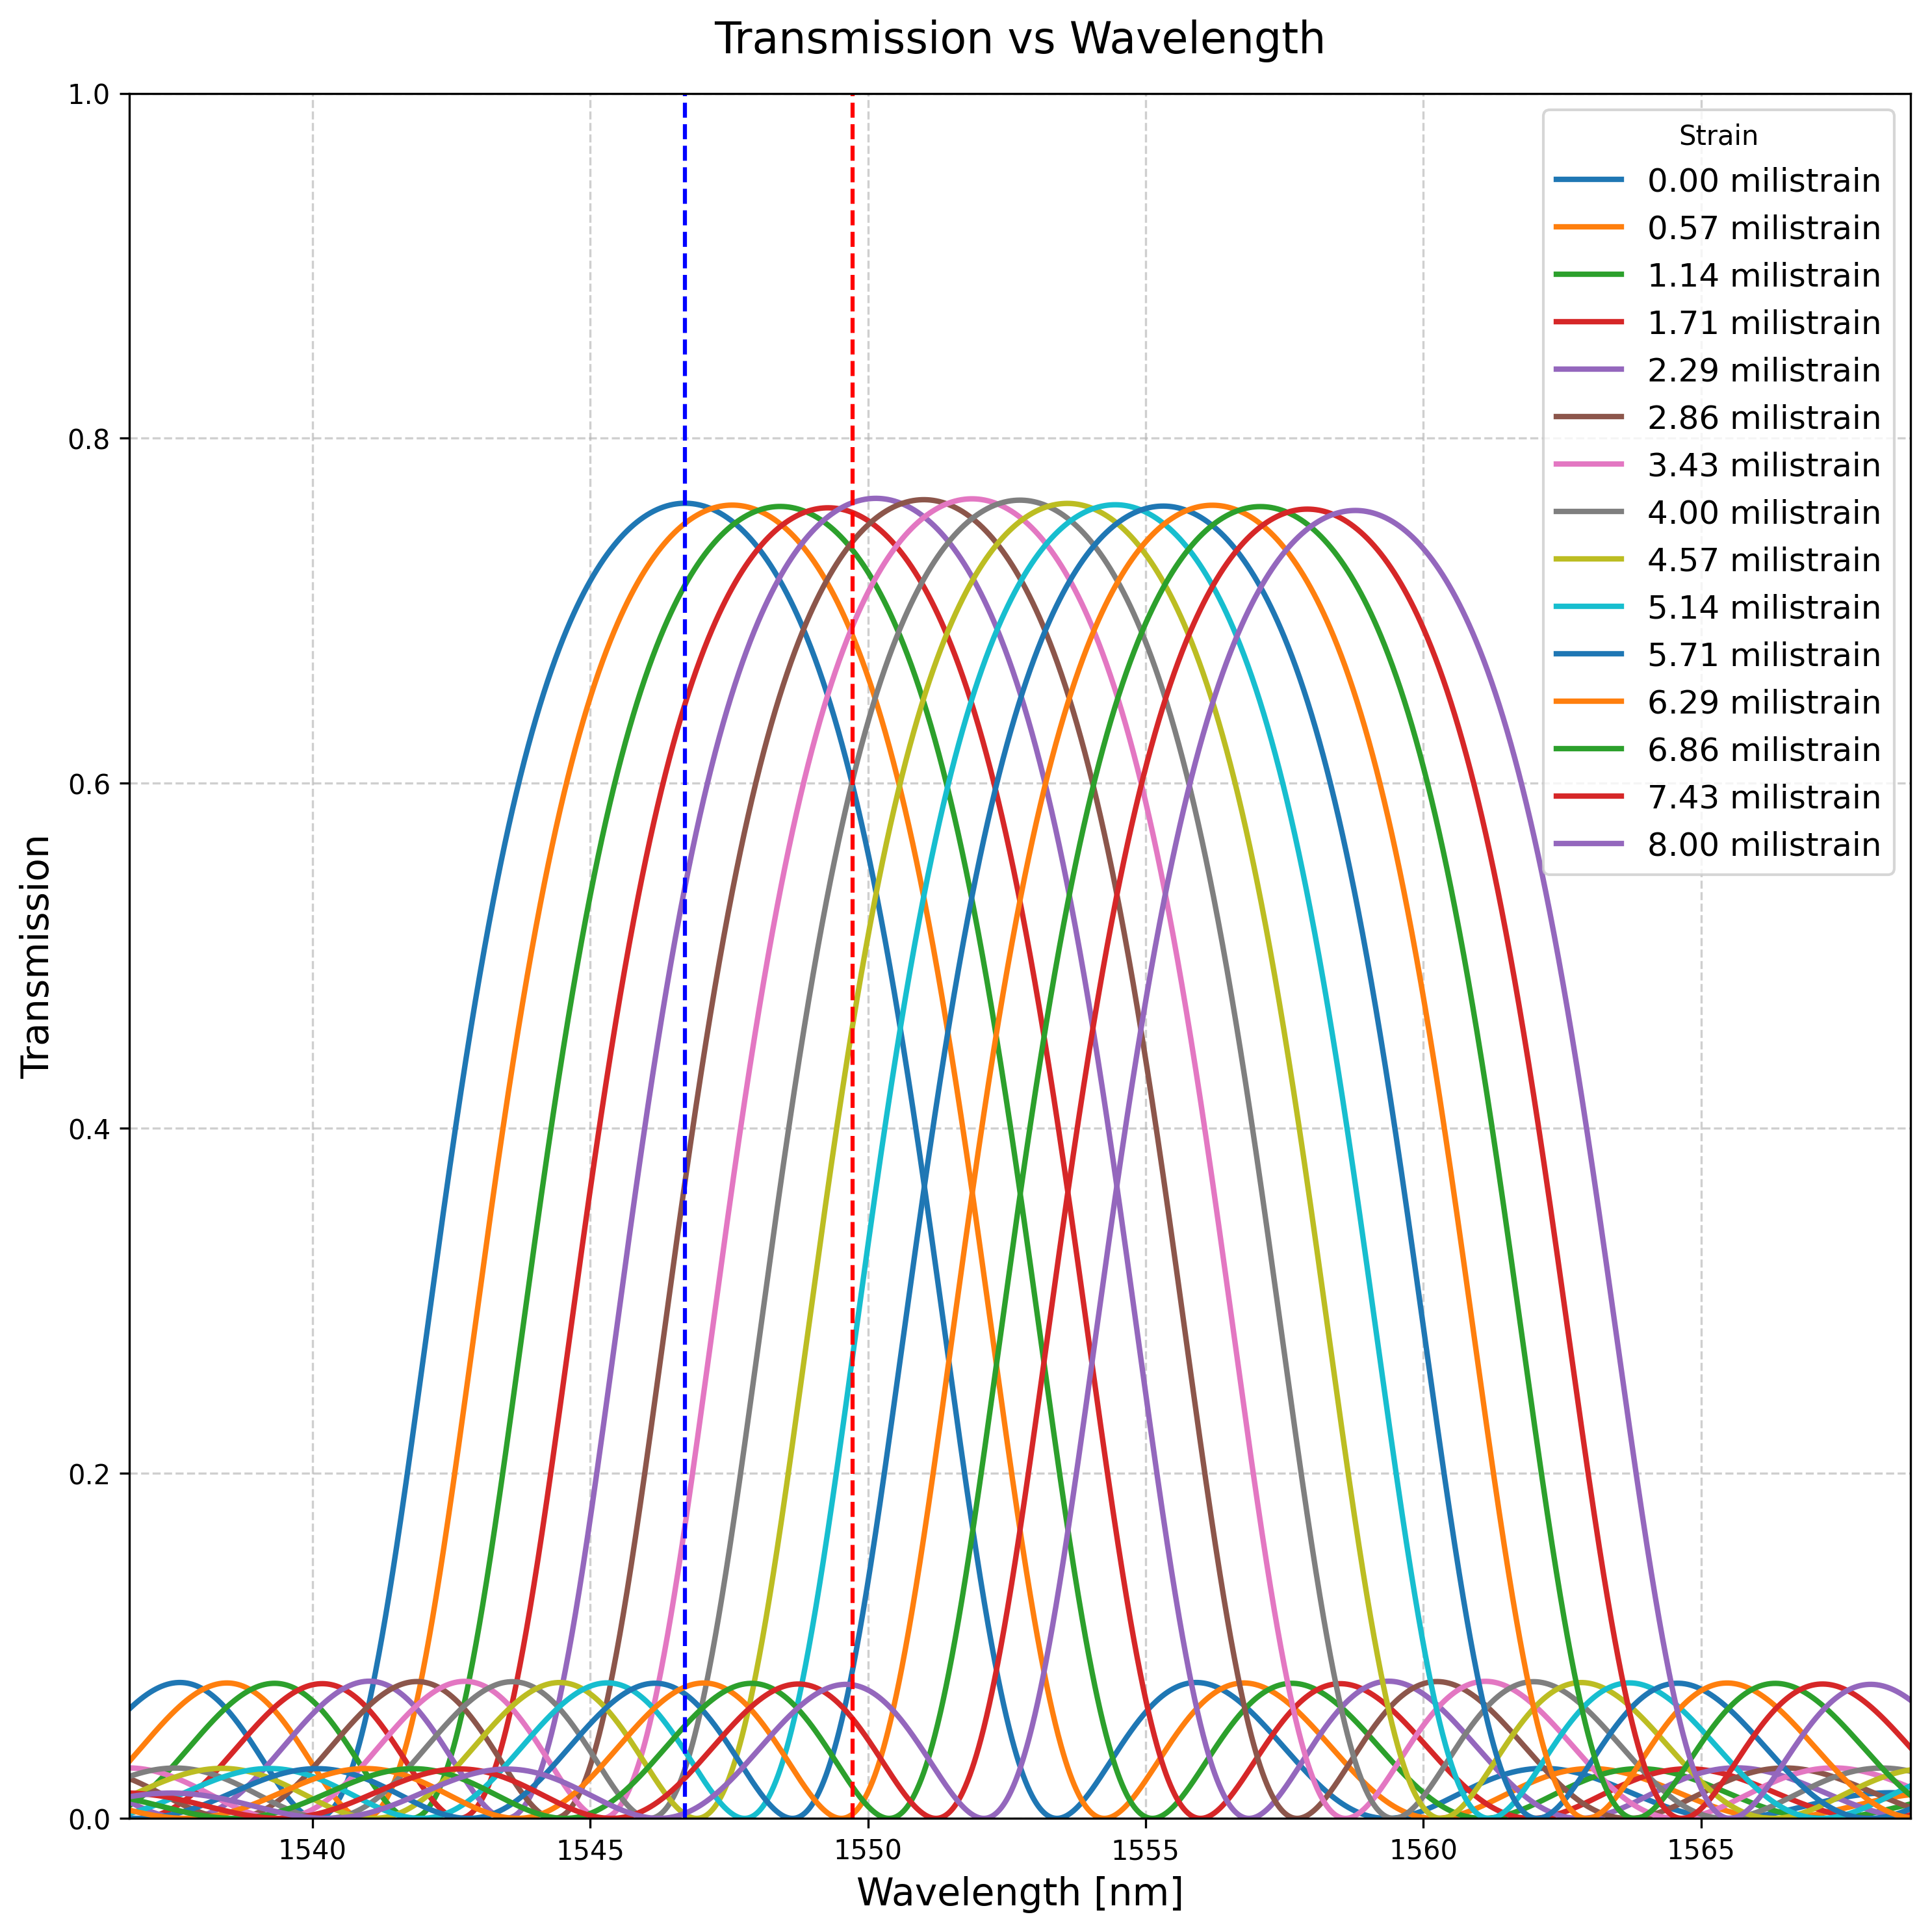 Transmission vs Wavelength
1.0
0.8
0.6
0.4
0.2
0.0
Transmission
1540
1545
1550
1555
1560
1565
Wavelength [nm]
Strain
0.00 milistrain
0.57 milistrain
1.14 milistrain
1.71 milistrain
2.29 milistrain
2.86 milistrain
3.43 milistrain
4.00 milistrain
4.57 milistrain
5.14 milistrain
5.71 milistrain
6.29 milistrain
6.86 milistrain
7.43 milistrain
8.00 milistrain